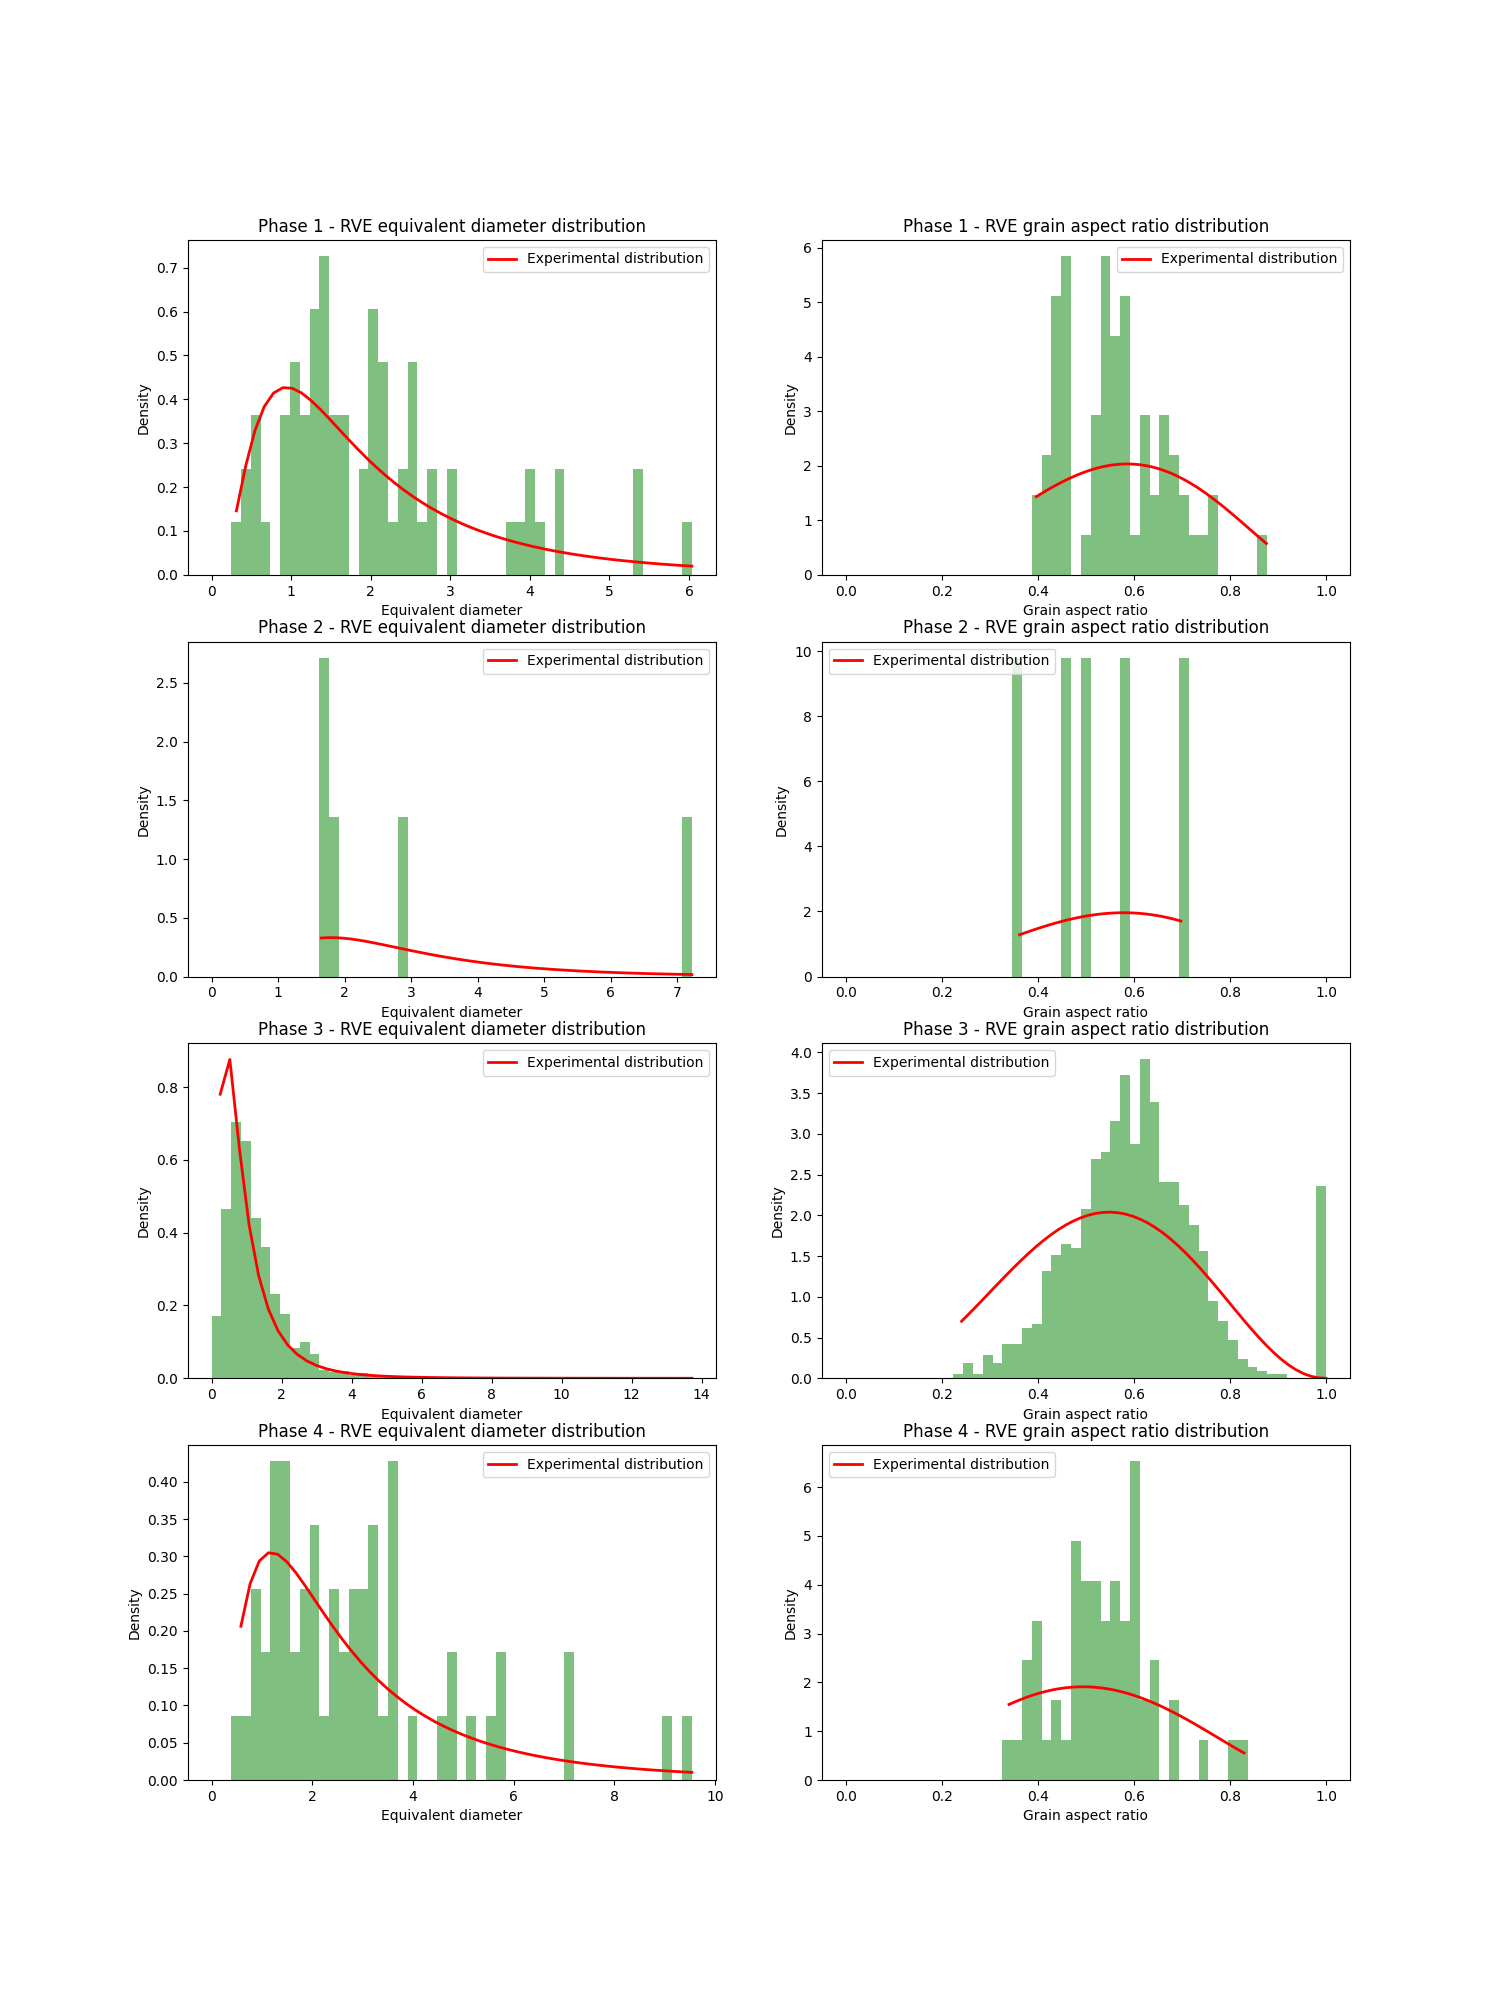 Phase 1 - RVE equivalent diameter distribution
Experimental distribution
0.7
0.6
0.5
0.4
0.3
0.2
0.1
0.0
Density
0 1 2 3 4 5 6
Equivalent diameter
Phase 1 - RVE grain aspect ratio distribution
Experimental distribution
6
5
4
3
2
1
0
Density
0.0 0.2 0.4 0.6 0.8 1.0
Grain aspect ratio
Phase 2 - RVE equivalent diameter distribution
Experimental distribution
2.5
2.0
1.5
1.0
0.5
0.0
Density
0 1 2 3 4 5 6 7
Equivalent diameter
Phase 2 - RVE grain aspect ratio distribution
Experimental distribution
10
8
6
4
2
0
Density
0.0 0.2 0.4 0.6 0.8 1.0
Grain aspect ratio
Phase 3 - RVE equivalent diameter distribution
Experimental distribution
0.8
0.6
0.4
0.2
0.0
Density
0 2 4 6 8 10 12 14
Equivalent diameter
Phase 3 - RVE grain aspect ratio distribution
Experimental distribution
4.0
3.5
3.0
2.5
2.0
1.5
1.0
0.5
0.0
Density
0.0 0.2 0.4 0.6 0.8 1.0
Grain aspect ratio
Phase 4 - RVE equivalent diameter distribution
Experimental distribution
0.40
0.35
0.30
0.25
0.20
0.15
0.10
0.05
0.00
Density
0 2 4 6 8 10
Equivalent diameter
Phase 4 - RVE grain aspect ratio distribution
Experimental distribution
6
5
4
3
2
1
0
Density
0.0 0.2 0.4 0.6 0.8 1.0
Grain aspect ratio